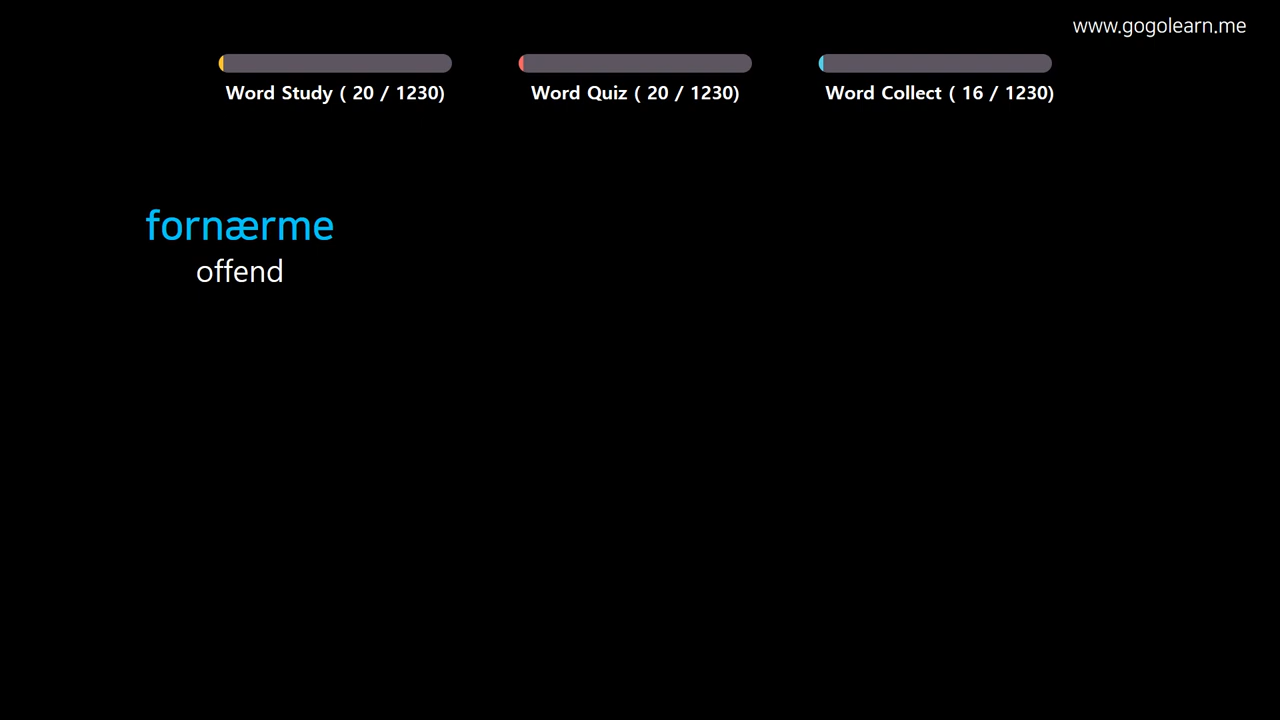 www.gogolearn.me
Word Study ( 20 / 1230)
Word Quiz ( 20 / 1230)
Word Collect ( 16 / 1230)
fornærme
offend